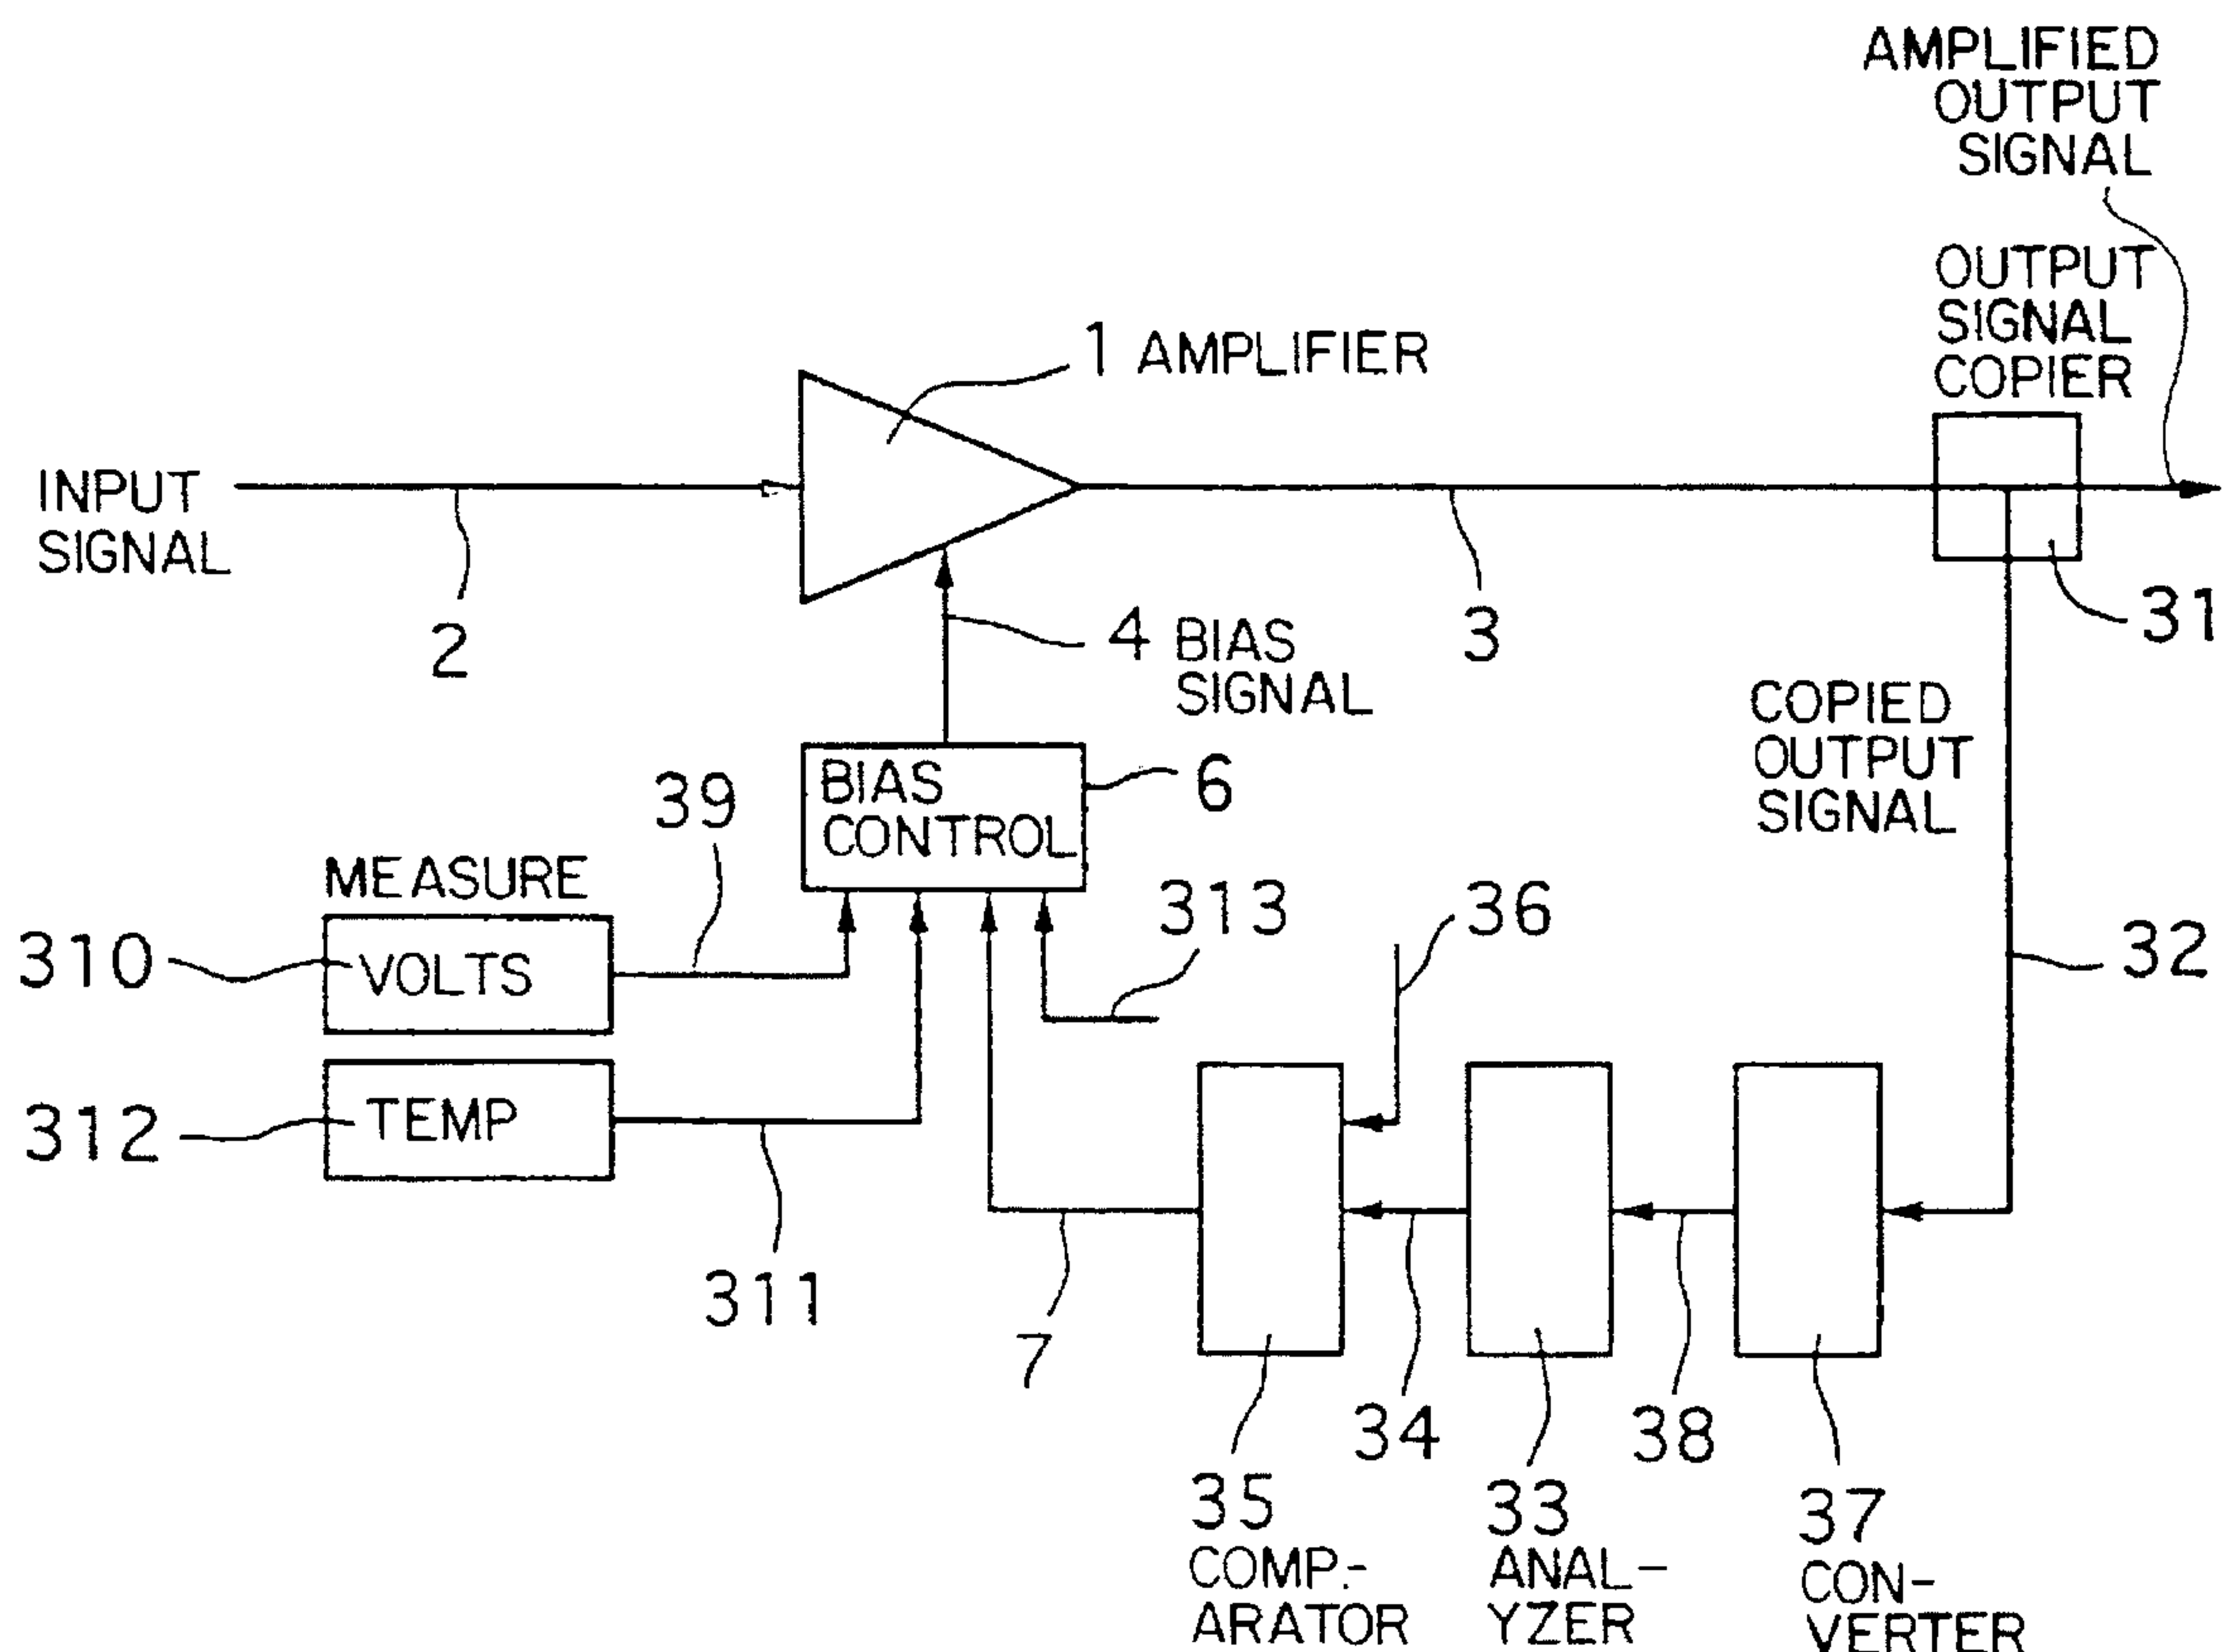 AMPLIFIED
OUTPUT
SIGNAL
OUTPUT
SIGNAL
COPIER
1 AMPLIFIER
INPUT
SIGNAL
2
3
31
4 BIAS
SIGNAL
COPIED
OUTPUT
SIGNAL
32
BIAS
CONTROL
6
39
MEASURE
310
VOLTS
313
36
312
TEMP
311
7
34
38
35
COMP.-
ARATOR
33
ANAL-
YZER
37
CON-
VERTER